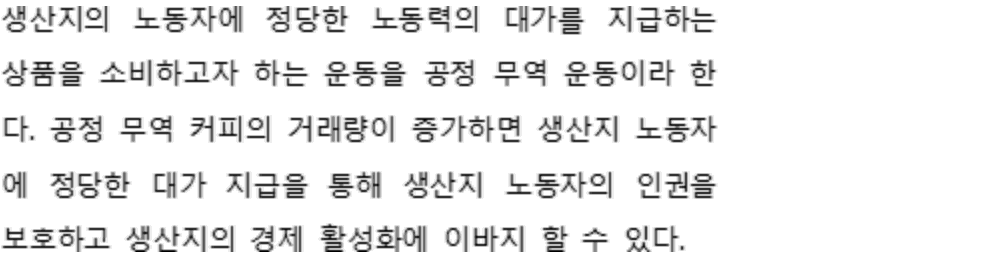 생산지의 노동자에 정당한 노동력의 대가를 지급하는
상품을 소비하고자 하는 운동을 공정 무역 운동이라 한
다. 공정 무역 커피의 거래량이 증가하면 생산지 노동자
에 정당한 대가 지급을 통해 생산지 노동자의 인권을
보호하고 생산지의 경제 활성화에 이바지 할 수 있다.